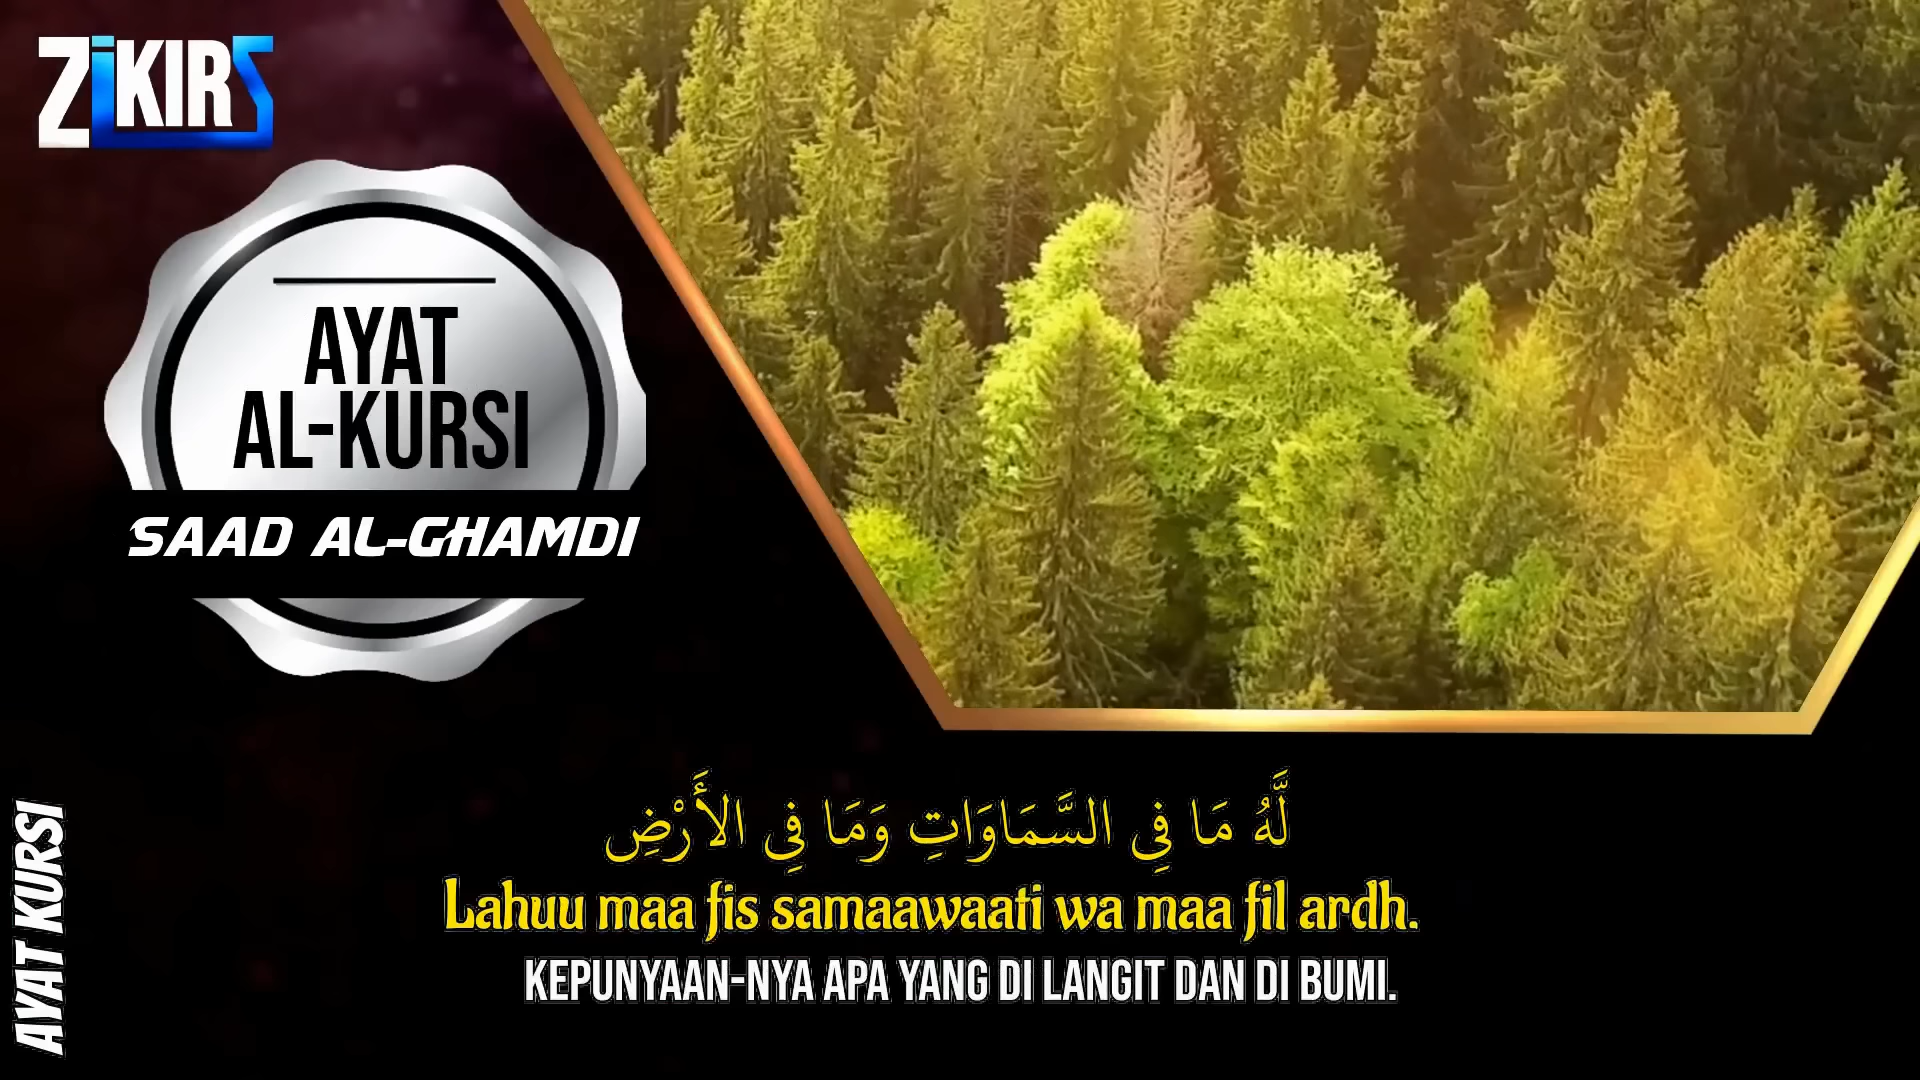 ZiKIRS
AYAT
AL-KURSI
SAAD AL-GHAMDI
لَّهُ مَا فِي السَّمَاوَاتِ وَمَا فِي الأَرْضِ
Lahuu maa fis samaawaati wa maa fil ardh.
KEPUNYAAN-NYA APA YANG DI LANGIT DAN DI BUMI.
AYAT KURSI